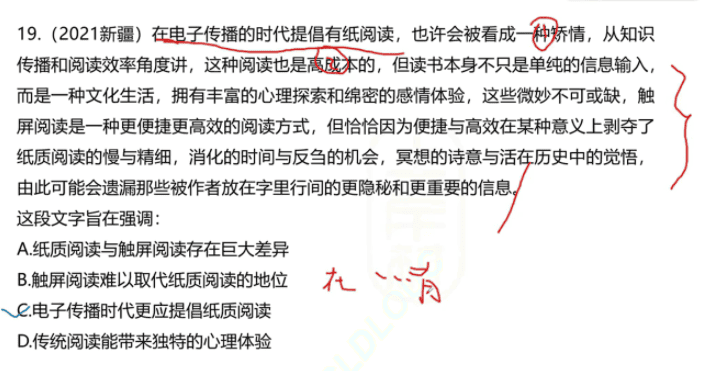 19.（2021新疆）在电子传播的时代提倡有纸阅读，也许会被看成一种矫情，从知识
传播和阅读效率角度讲，这种阅读也是高成本的，但读书本身不只是单纯的信息输入，
而是一种文化生活，拥有丰富的心理探索和绵密的感情体验，这些微妙不可或缺，触
屏阅读是一种更便捷更高效的阅读方式，但恰恰因为便捷与高效在某种意义上剥夺了
纸质阅读的慢与精细，消化的时间与反刍的机会，冥想的诗意与活在历史中的觉悟，
由此可能会遗漏那些被作者放在字里行间的更隐秘和更重要的信息。
这段文字旨在强调：
A.纸质阅读与触屏阅读存在巨大差异
B.触屏阅读难以取代纸质阅读的地位
在……背
C.电子传播时代更应提倡纸质阅读
D.传统阅读能带来独特的心理体验